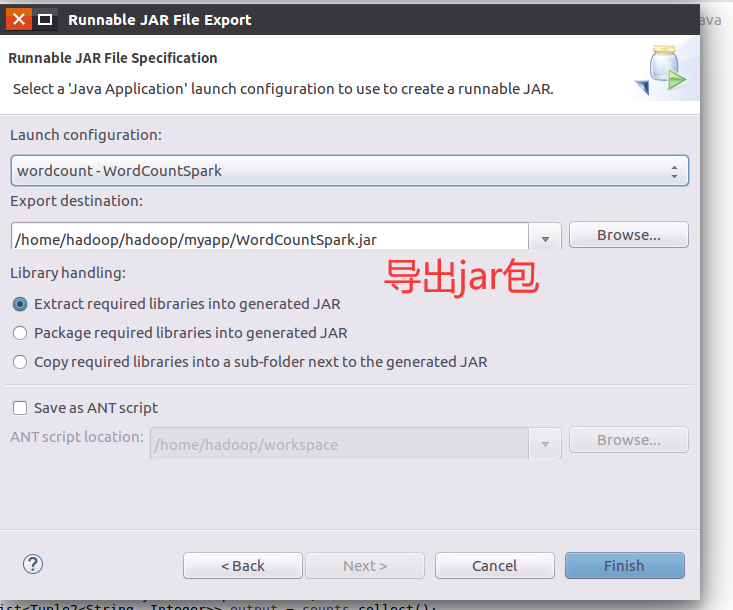 Runnable JAR File Export
ava
Runnable JAR File Specification
Select a 'Java Application' launch configuration to use to create a runnable JAR.
Launch configuration:
wordcount - WordCountSpark
Export destination:
/home/hadoop/hadoop/myapp/WordCountSpark.jar
Browse...
导出jar包
Library handling:
Extract required libraries into generated JAR
Package required libraries into generated JAR
Copy required libraries into a sub-folder next to the generated JAR
Save as ANT script
ANT script location:
/home/hadoop/workspace
Browse...
?
< Back
Next >
Cancel
Finish
ist<Tuple2<String, Integer>> output = counts.collect();